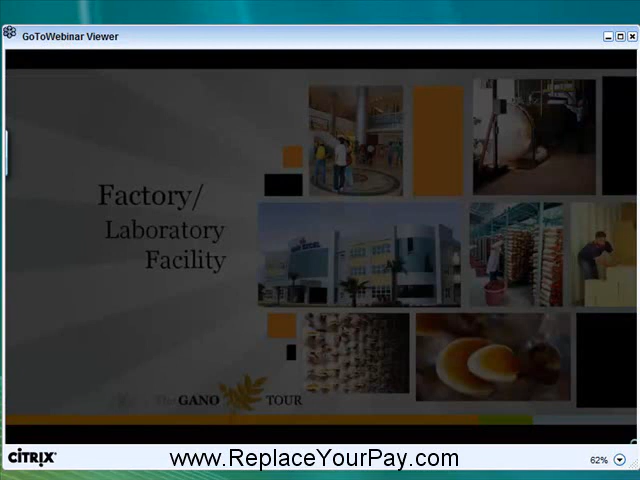 GoToWebinar Viewer
Factory/
Laboratory
Facility
GANO
TOUR
CITRIX
www.ReplaceYourPay.com
62%